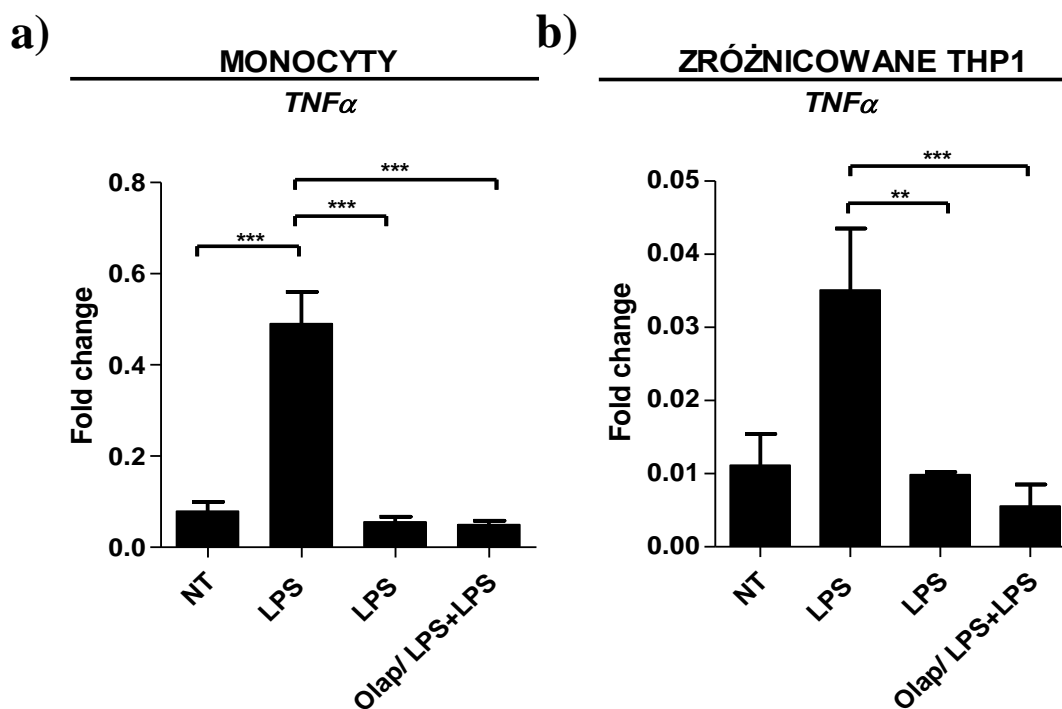 a)
MONOCYTY
TNFα
***
***
***
0.8
0.6
0.4
0.2
0.0
Fold change
NT
LPS
LPS
Olap/ LPS+LPS
b)
ZRÓŻNICOWANE THP1
TNFα
***
**
0.05
0.04
0.03
0.02
0.01
0.00
Fold change
NT
LPS
LPS
Olap/ LPS+LPS